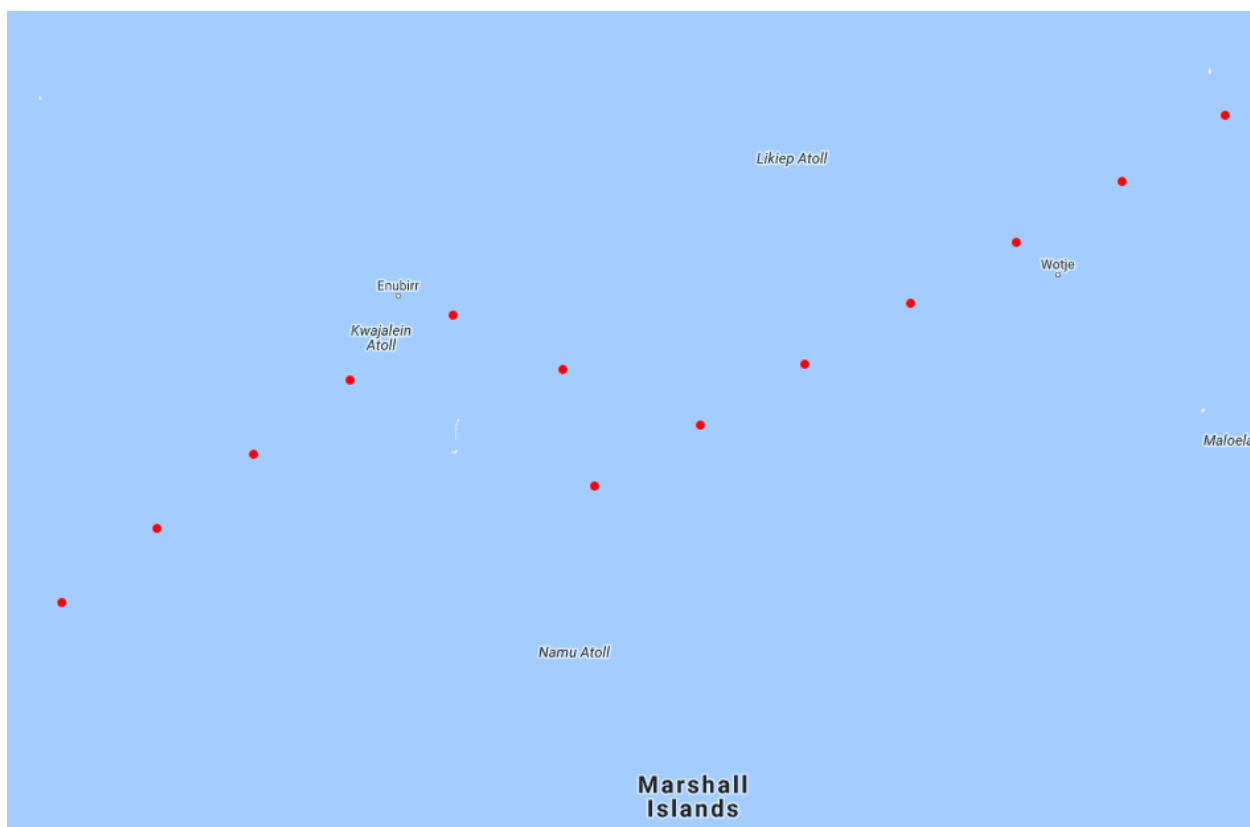 Likiep Atoll
Wotje
Enubirr
Kwajalein
Atoll
Maloela
Namu Atoll
Marshall
Islands